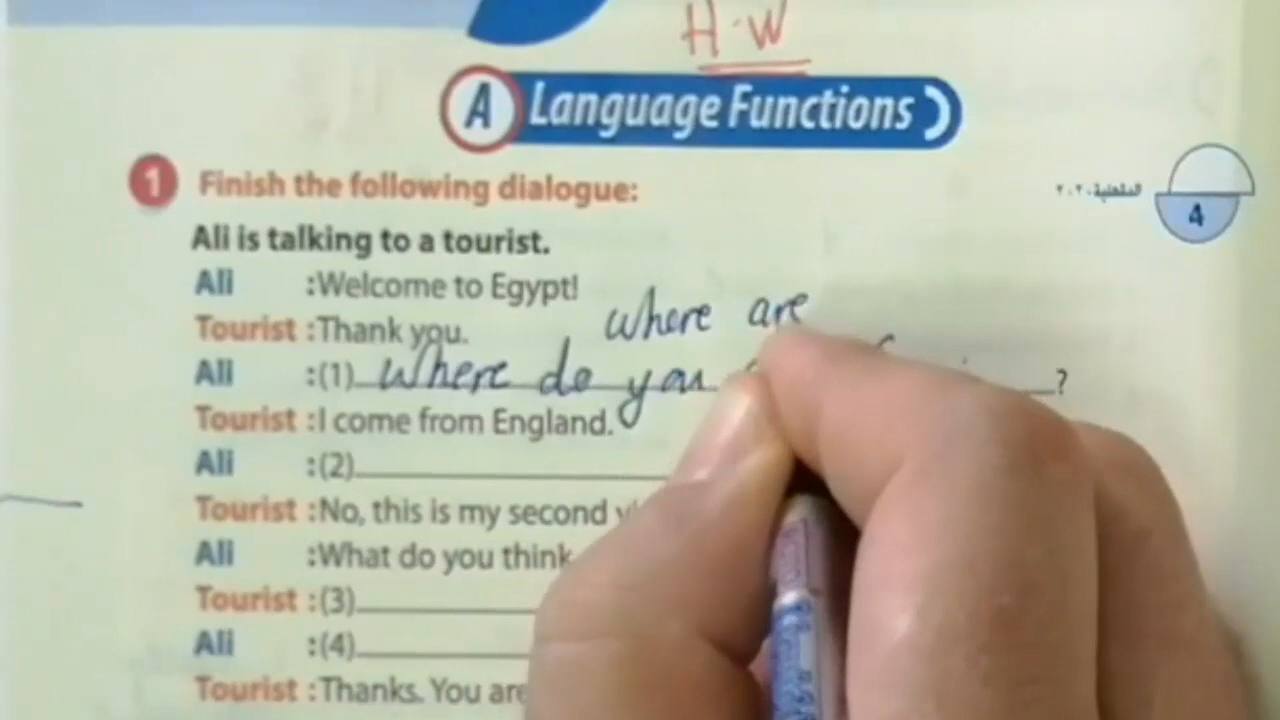 H.W
A Language Functions
1 Finish the following dialogue:
4
Ali is talking to a tourist.
Ali :Welcome to Egypt!
Tourist :Thank you.
where are
Ali :(1) Where do you ?
Tourist :I come from England.
Ali :(2)
Tourist :No, this is my second
Ali :What do you think
Tourist :(3)
Ali :(4)
Tourist :Thanks. You are